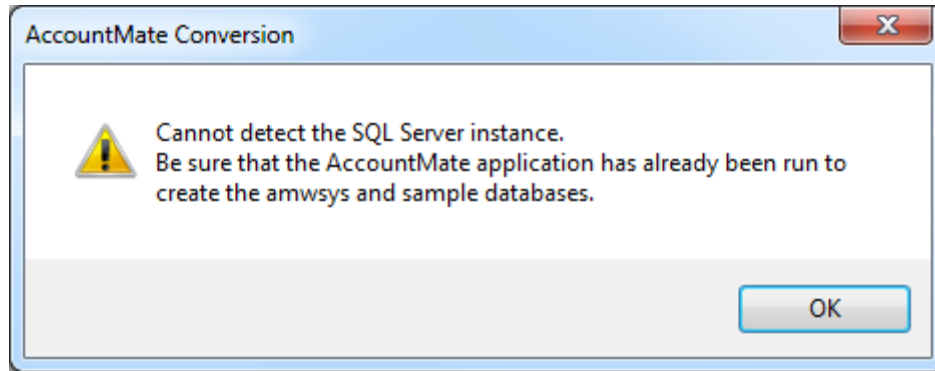 AccountMate Conversion
Cannot detect the SQL Server instance.
Be sure that the AccountMate application has already been run to
create the amwsys and sample databases.
OK